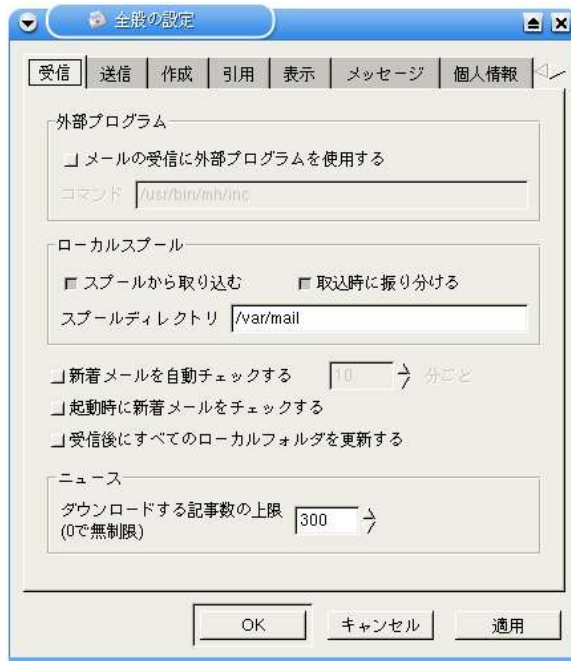 全般の設定
受信 送信 作成 引用 表示 メッセージ 個人情報
外部プログラム
メールの受信に外部プログラムを使用する
コマンド /usr/bin/mh/inc
ローカルスプール
スプールから取り込む 取込時に振り分ける
スプールディレクトリ /var/mail
新着メールを自動チェックする 10 分ごと
起動時に新着メールをチェックする
受信後にすべてのローカルフォルダを更新する
ニュース
ダウンロードする記事数の上限
(0で無制限) 300
OK キャンセル 適用